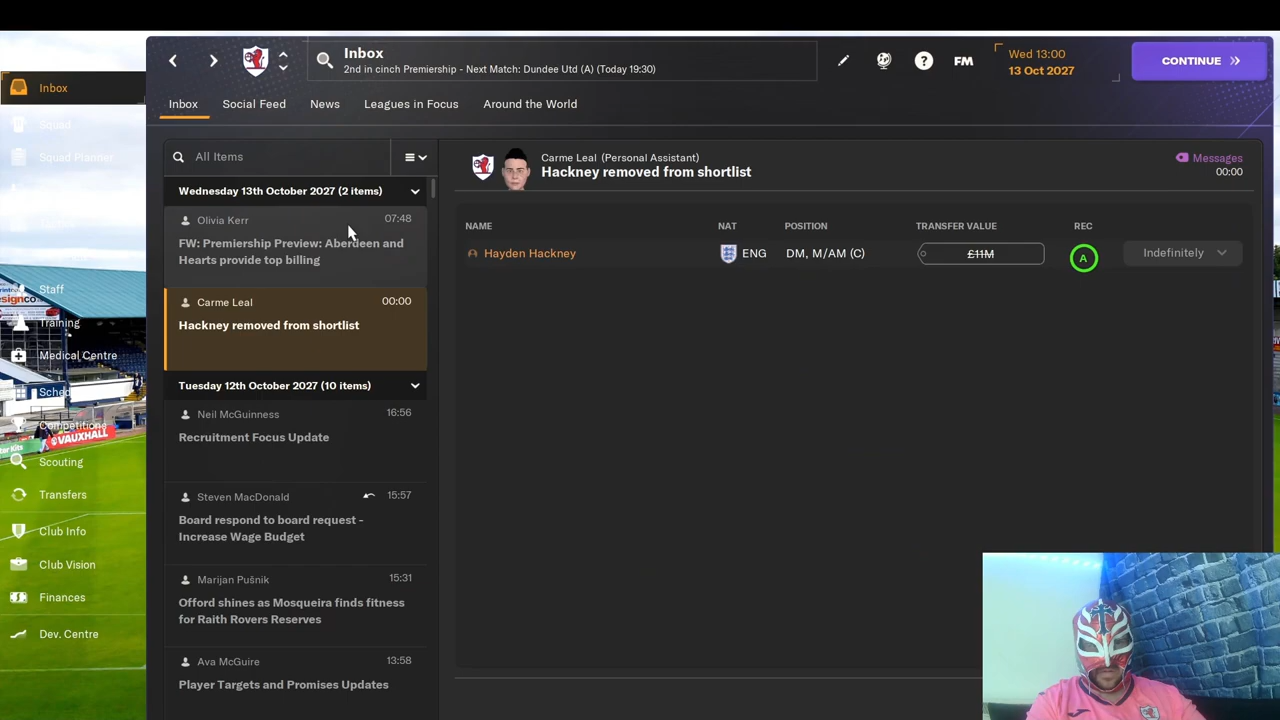 Inbox
2nd in cinch Premiership - Next Match: Dundee Utd (A) (Today 19:30)
FM
Wed 13:00
13 Oct 2027
CONTINUE
Inbox
Social Feed
News
Leagues in Focus
Around the World
Inbox
Squad
Squad Planner
Staff
Training
Medical Centre
Competitions
VAUXHALL
Scouting
Transfers
Club Info
Club Vision
Finances
Dev. Centre
All Items
Wednesday 13th October 2027 (2 items)
Olivia Kerr
07:48
FW: Premiership Preview: Aberdeen and
Hearts provide top billing
Carme Leal
00:00
Hackney removed from shortlist
Tuesday 12th October 2027 (10 items)
Neil McGuinness
16:56
Recruitment Focus Update
Steven MacDonald
15:57
Board respond to board request -
Increase Wage Budget
Marijan Pušnik
15:31
Offord shines as Mosqueira finds fitness
for Raith Rovers Reserves
Ava McGuire
13:58
Player Targets and Promises Updates
Carme Leal (Personal Assistant)
Hackney removed from shortlist
Messages
00:00
NAME NAT POSITION TRANSFER VALUE REC
Hayden Hackney ENG DM, M/AM (C) £11M A Indefinitely